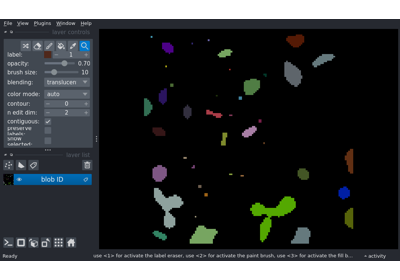 File View Plugins Window Help
layer controls
label: 1
opacity: 0.70
brush size: 10
blending: translucen
color mode: auto
contour: 0
n edit dim: 2
contiguous:
preserve
labels:
show
selected:
layer list
blob ID
Ready use <1> for activate the label eraser, use <2> for activate the paint brush, use <3> for activate the fill b... activity